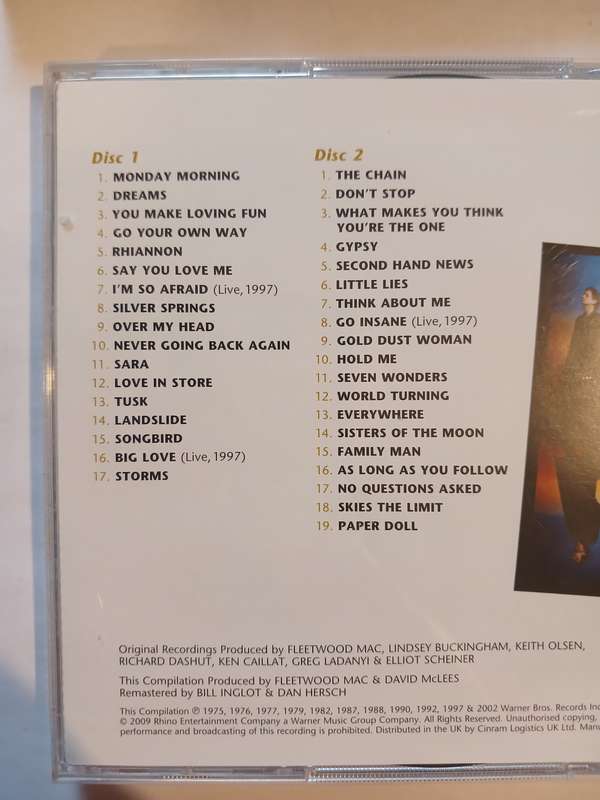 Disc 1
1. MONDAY MORNING
2. DREAMS
3. YOU MAKE LOVING FUN
4. GO YOUR OWN WAY
5. RHIANNON
6. SAY YOU LOVE ME
7. I'M SO AFRAID (Live, 1997)
8. SILVER SPRINGS
9. OVER MY HEAD
10. NEVER GOING BACK AGAIN
11. SARA
12. LOVE IN STORE
13. TUSK
14. LANDSLIDE
15. SONGBIRD
16. BIG LOVE (Live, 1997)
17. STORMS
Disc 2
1. THE CHAIN
2. DON'T STOP
3. WHAT MAKES YOU THINK
YOU'RE THE ONE
4. GYPSY
5. SECOND HAND NEWS
6. LITTLE LIES
7. THINK ABOUT ME
8. GO INSANE (Live, 1997)
9. GOLD DUST WOMAN
10. HOLD ME
11. SEVEN WONDERS
12. WORLD TURNING
13. EVERYWHERE
14. SISTERS OF THE MOON
15. FAMILY MAN
16. AS LONG AS YOU FOLLOW
17. NO QUESTIONS ASKED
18. SKIES THE LIMIT
19. PAPER DOLL
Original Recordings Produced by FLEETWOOD MAC, LINDSEY BUCKINGHAM, KEITH OLSEN,
RICHARD DASHUT, KEN CAILLAT, GREG LADANYI & ELLIOT SCHEINER
This Compilation Produced by FLEETWOOD MAC & DAVID McLEES
Remastered by BILL INGLOT & DAN HERSCH
This Compilation ℗ 1975, 1976, 1977, 1979, 1982, 1987, 1988, 1990, 1992, 1997 & 2002 Warner Bros. Records Inc
© 2009 Rhino Entertainment Company a Warner Music Group Company. All Rights Reserved. Unauthorised copying,
performance and broadcasting of this recording is prohibited. Distributed in the UK by Cinram Logistics UK Ltd. Manu